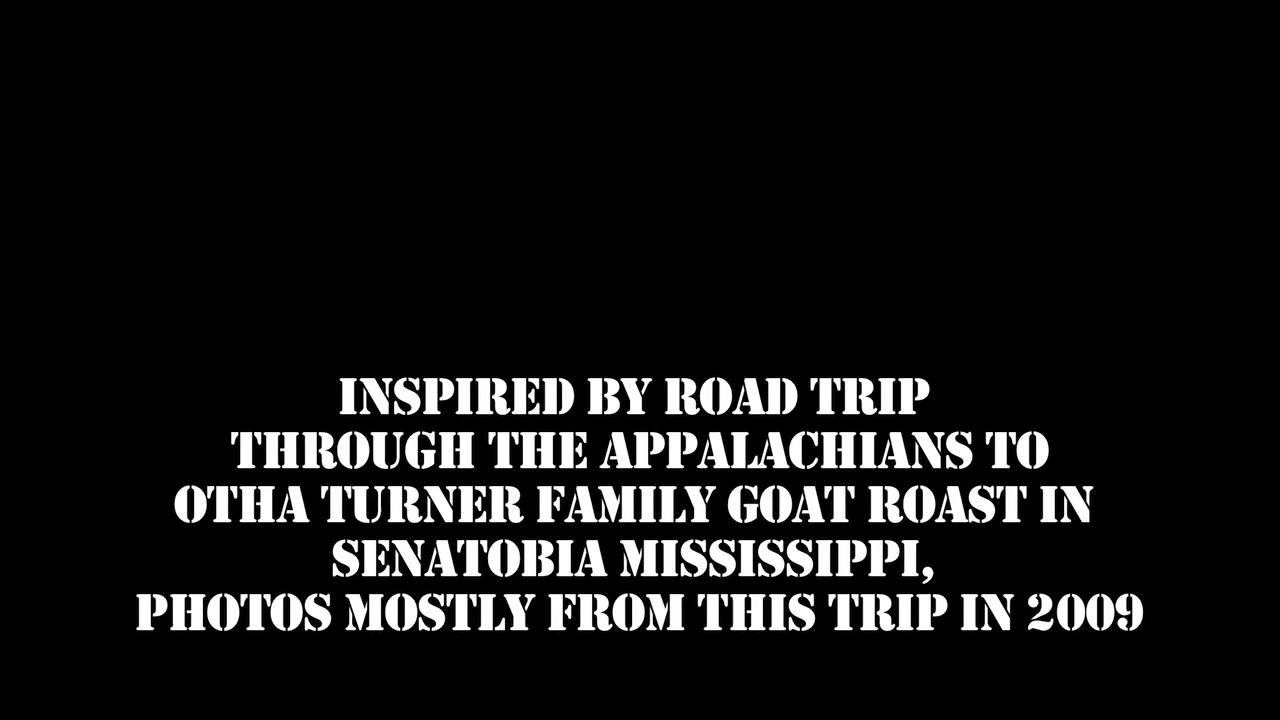 INSPIRED BY ROAD TRIP
THROUGH THE APPALACHIANS TO
OTHA TURNER FAMILY GOAT ROAST IN
SENATOBIA MISSISSIPPI,
PHOTOS MOSTLY FROM THIS TRIP IN 2009